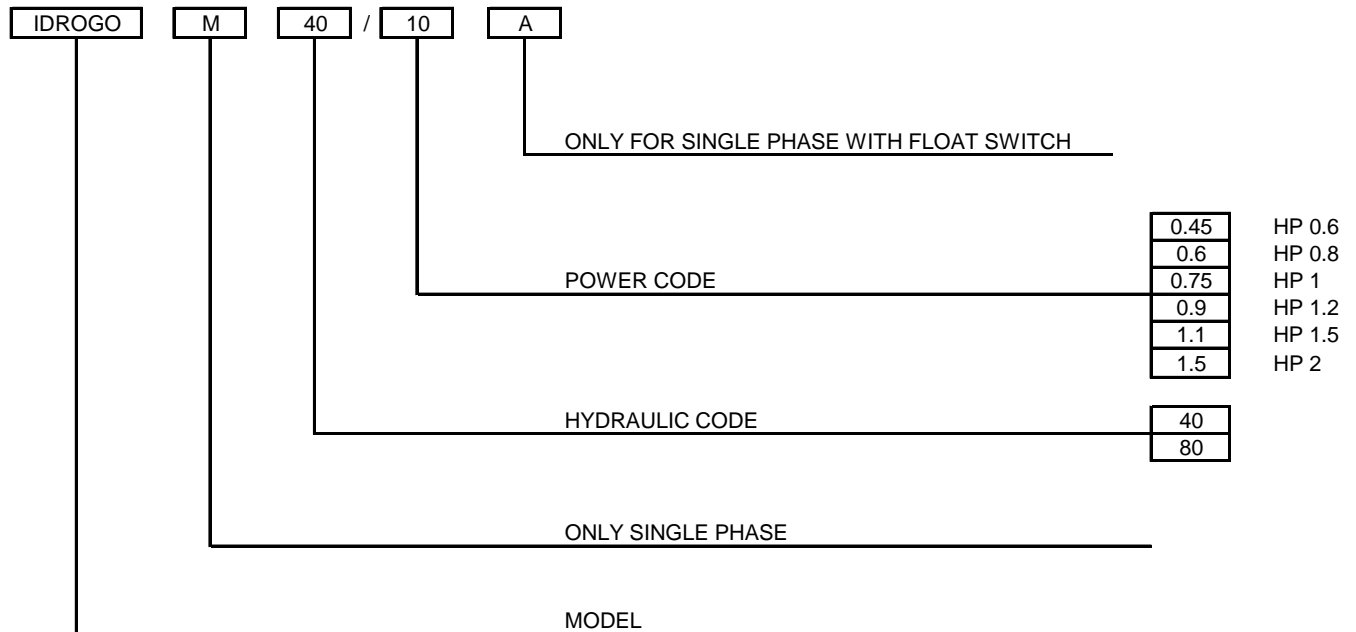 IDROGO M 40 / 10 A
ONLY FOR SINGLE PHASE WITH FLOAT SWITCH
0.45 HP 0.6
0.6 HP 0.8
POWER CODE 0.75 HP 1
0.9 HP 1.2
1.1 HP 1.5
1.5 HP 2
HYDRAULIC CODE 40
80
ONLY SINGLE PHASE
MODEL